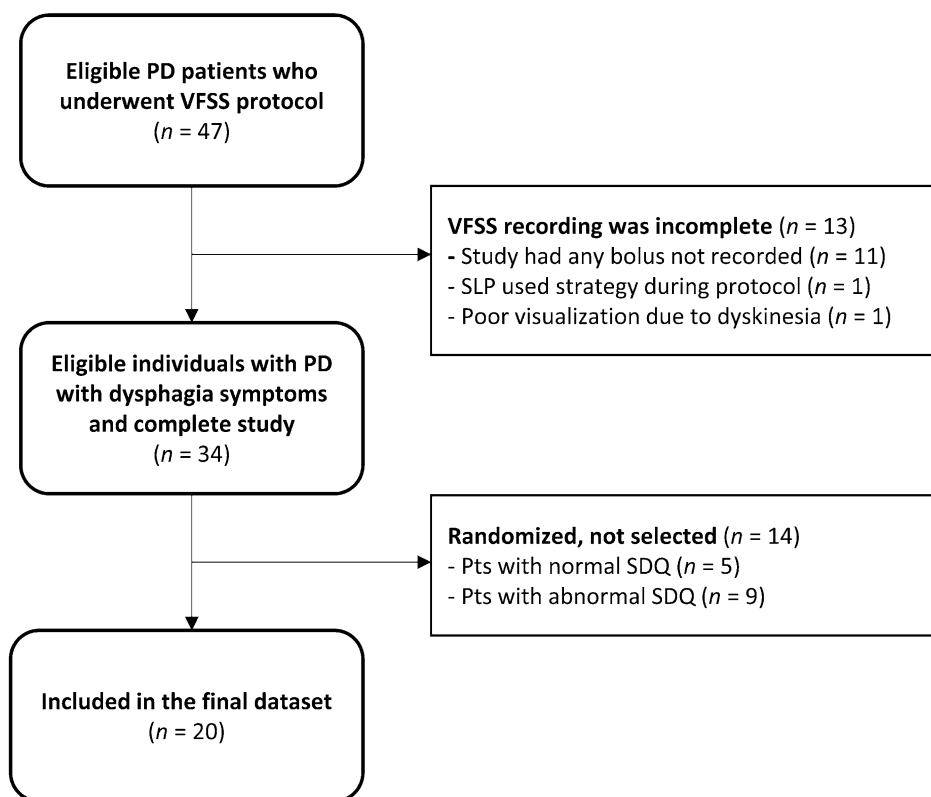 Eligible PD patients who
underwent VFSS protocol
(n = 47)
VFSS recording was incomplete (n = 13)
- Study had any bolus not recorded (n = 11)
- SLP used strategy during protocol (n = 1)
- Poor visualization due to dyskinesia (n = 1)
Eligible individuals with PD
with dysphagia symptoms
and complete study
(n = 34)
Randomized, not selected (n = 14)
- Pts with normal SDQ (n = 5)
- Pts with abnormal SDQ (n = 9)
Included in the final dataset
(n = 20)